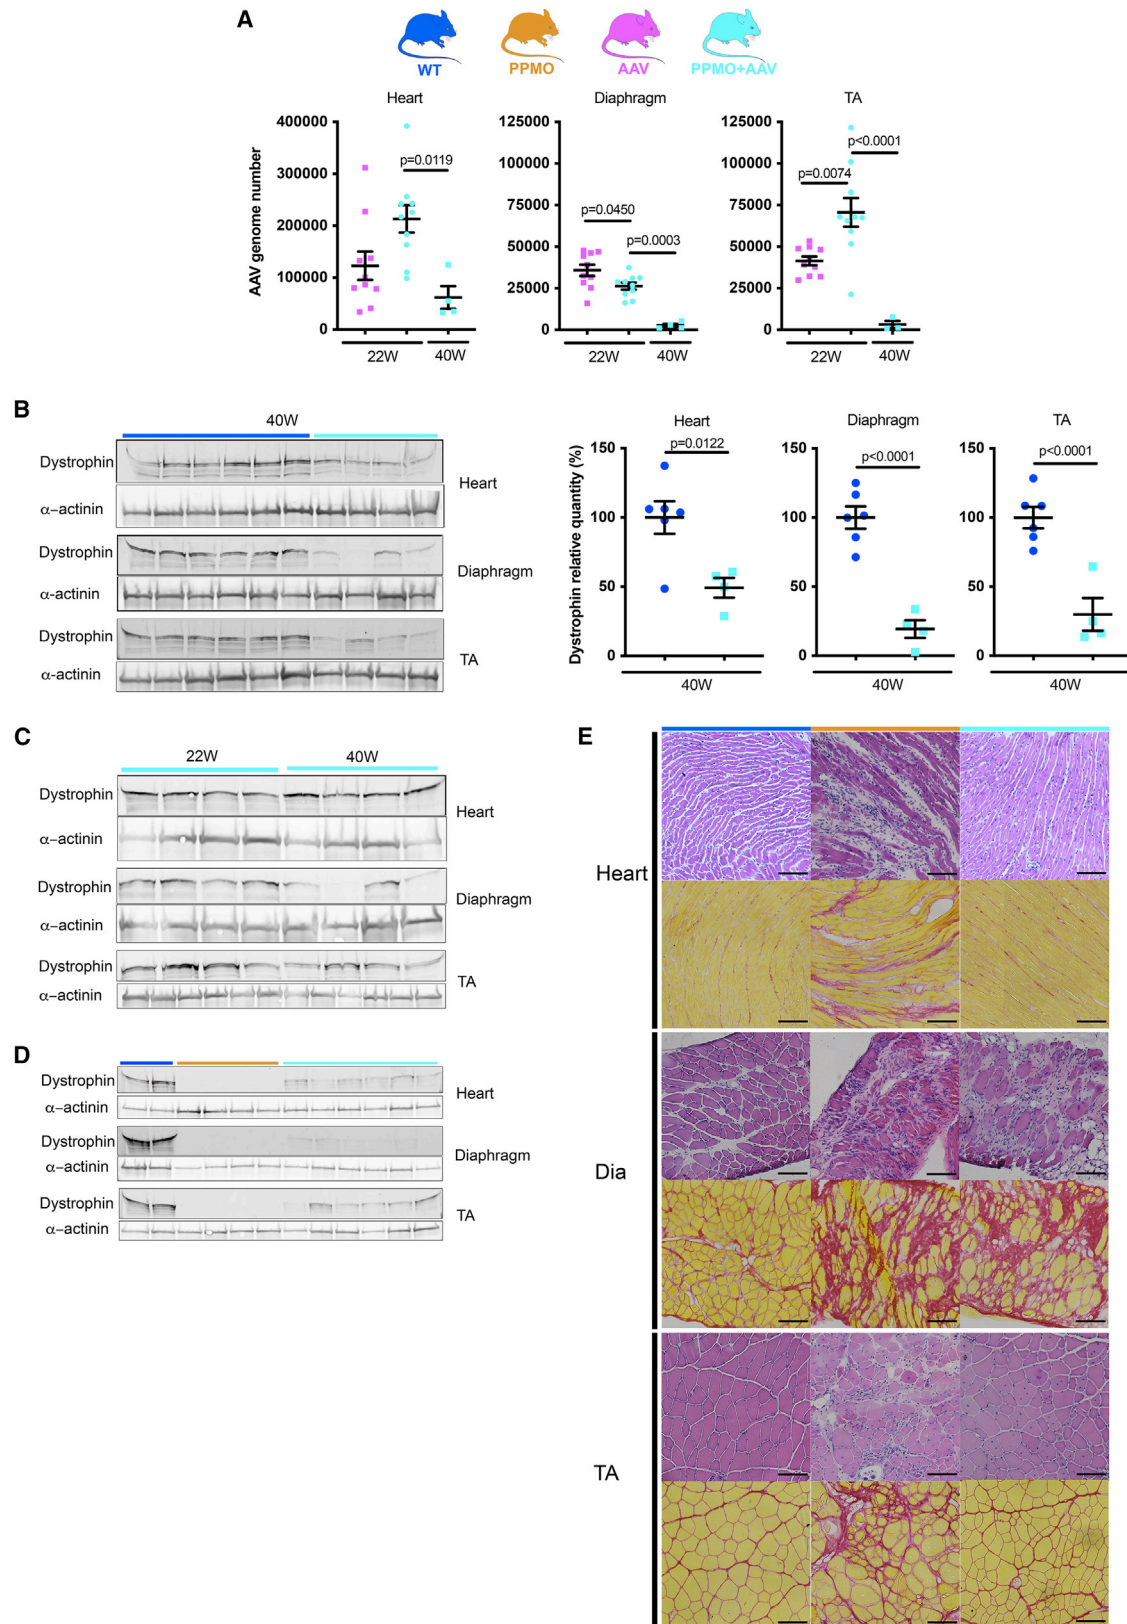 A
WT PPMO AAV PPMO+AAV
Heart Diaphragm TA
AAV genome number
400000
300000
200000
100000
0
p=0.0119
22W 40W
125000
100000
75000
50000
25000
0
p=0.0450
p=0.0003
22W 40W
125000
100000
75000
50000
25000
0
p<0.0001
p=0.0074
22W 40W
B
40W
Dystrophin
α–actinin
Heart
Dystrophin
α-actinin
Diaphragm
Dystrophin
α-actinin
TA
Heart Diaphragm TA
Dystrophin relative quantity (%)
150
100
50
0
p=0.0122
40W
150
100
50
0
p<0.0001
40W
150
100
50
0
p<0.0001
40W
C
22W 40W
Dystrophin
α–actinin
Heart
Dystrophin
α–actinin
Diaphragm
Dystrophin
α–actinin
TA
D
Dystrophin
α–actinin
Heart
Dystrophin
α–actinin
Diaphragm
Dystrophin
α–actinin
TA
E
Heart
Dia
TA